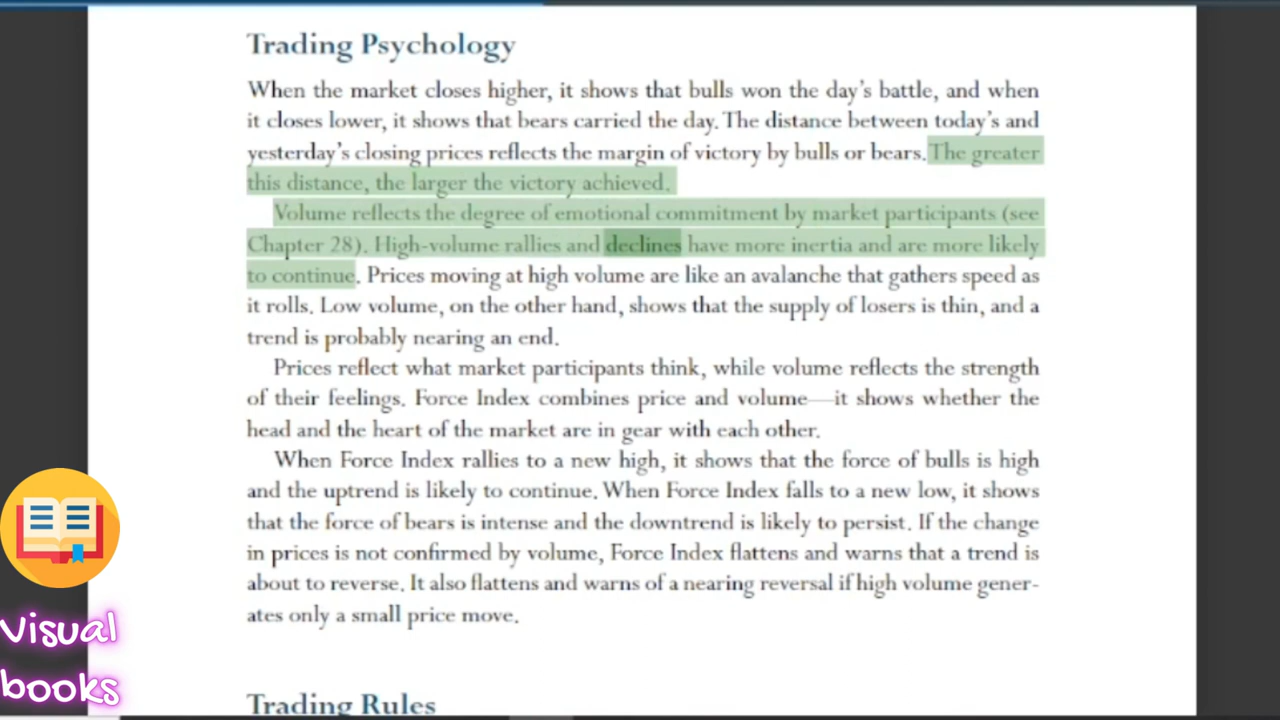 Trading Psychology
When the market closes higher, it shows that bulls won the day's battle, and when
it closes lower, it shows that bears carried the day. The distance between today's and
yesterday's closing prices reflects the margin of victory by bulls or bears. The greater
this distance, the larger the victory achieved.
Volume reflects the degree of emotional commitment by market participants (see
Chapter 28). High-volume rallies and declines have more inertia and are more likely
to continue. Prices moving at high volume are like an avalanche that gathers speed as
it rolls. Low volume, on the other hand, shows that the supply of losers is thin, and a
trend is probably nearing an end.
Prices reflect what market participants think, while volume reflects the strength
of their feelings. Force Index combines price and volume—it shows whether the
head and the heart of the market are in gear with each other.
When Force Index rallies to a new high, it shows that the force of bulls is high
and the uptrend is likely to continue. When Force Index falls to a new low, it shows
that the force of bears is intense and the downtrend is likely to persist. If the change
in prices is not confirmed by volume, Force Index flattens and warns that a trend is
about to reverse. It also flattens and warns of a nearing reversal if high volume gener-
ates only a small price move.
Trading Rules
Visual
books